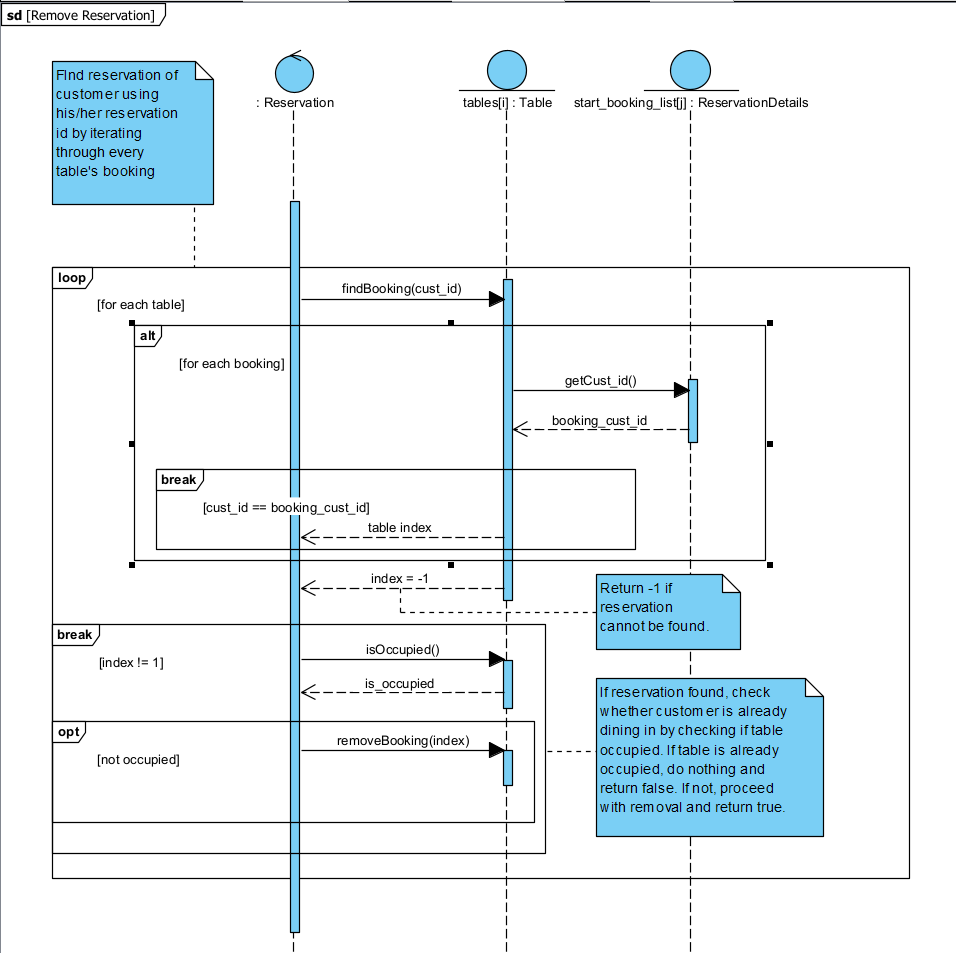 sd [Remove Reservation]
FInd reservation of
customer using
his/her reservation
id by iterating
through every
table's booking
: Reservation
tables[i] : Table
start_booking_list[j] : ReservationDetails
loop
[for each table]
findBooking(cust_id)
alt
[for each booking]
getCust_id()
booking_cust_id
break
[cust_id == booking_cust_id]
table index
index = -1
Return -1 if
reservation
cannot be found.
break
[index != 1]
isOccupied()
is_occupied
If reservation found, check
whether customer is already
dining in by checking if table
occupied. If table is already
occupied, do nothing and
return false. If not, proceed
with removal and return true.
opt
[not occupied]
removeBooking(index)